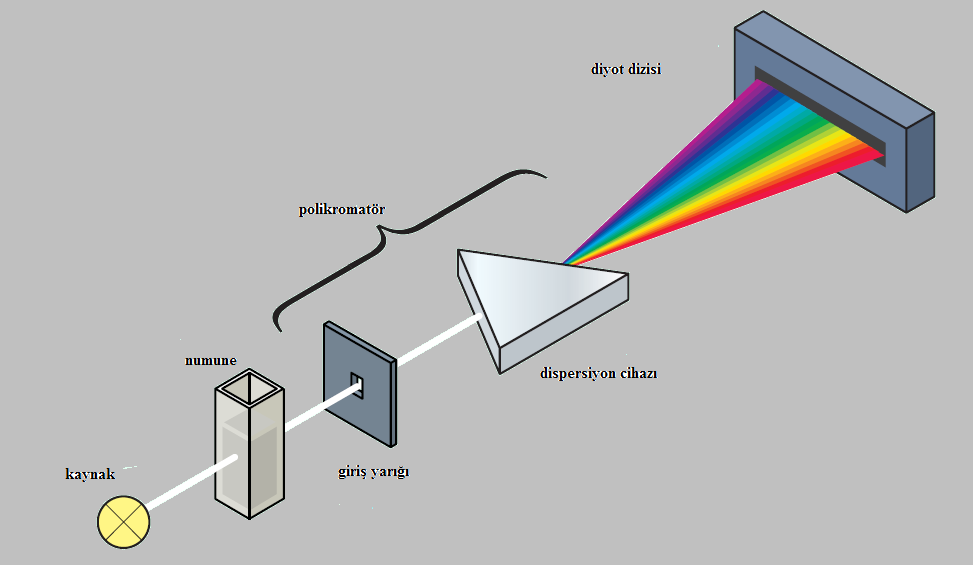 diyot dizisi
polikromatör
numune
dispersiyon cihazı
giriş yarığı
kaynak